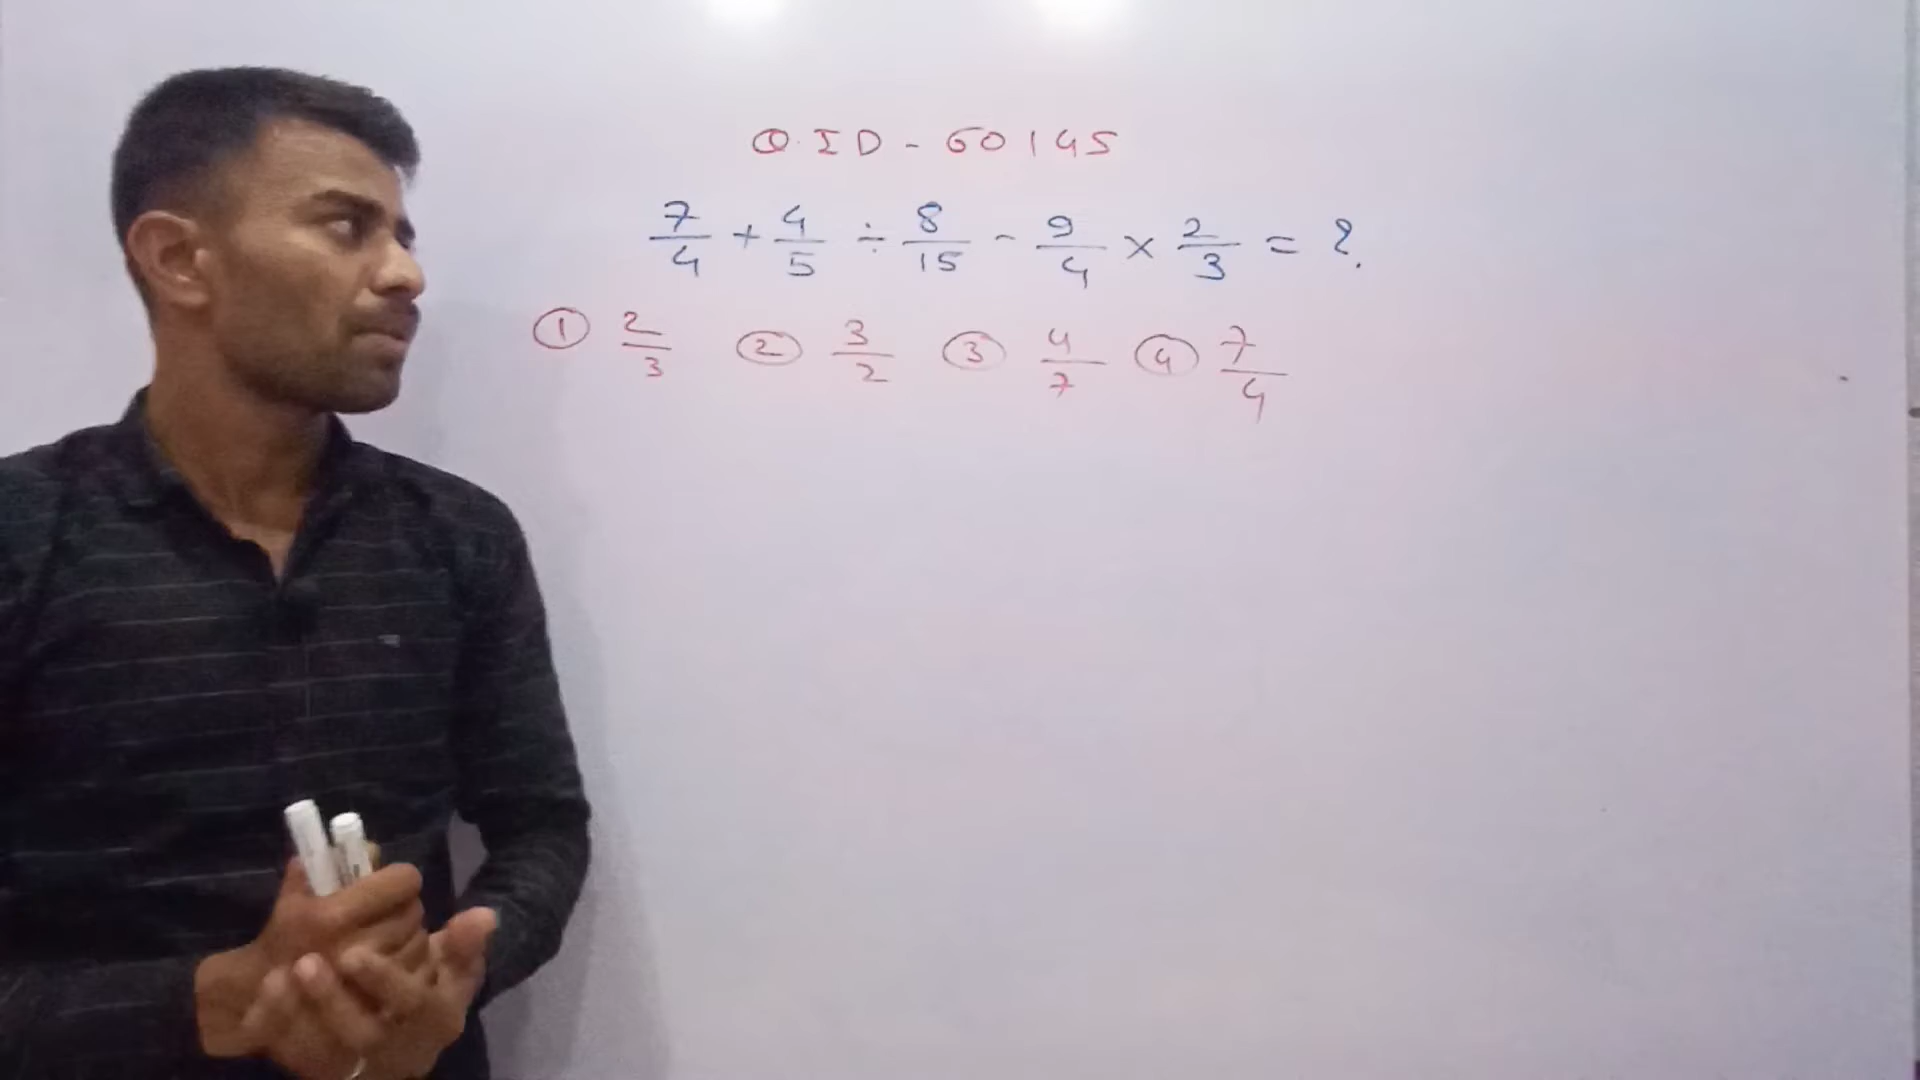 Q.ID - 60145
7/4 + 4/5 ÷ 8/15 - 9/4 × 2/3 = ?
① 2/3 ② 3/2 ③ 4/7 ④ 7/4